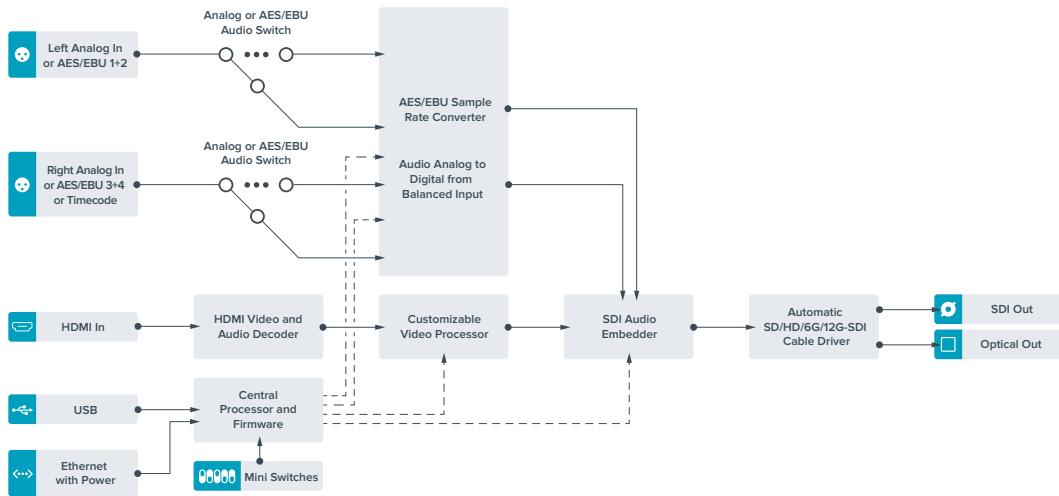 Analog or AES/EBU
Audio Switch
Left Analog In
or AES/EBU 1+2
AES/EBU Sample
Rate Converter
Analog or AES/EBU
Audio Switch
Right Analog In
or AES/EBU 3+4
or Timecode
Audio Analog to
Digital from
Balanced Input
HDMI In
HDMI Video and
Audio Decoder
Customizable
Video Processor
SDI Audio
Embedder
Automatic
SD/HD/6G/12G-SDI
Cable Driver
SDI Out
Optical Out
USB
Central
Processor and
Firmware
Ethernet
with Power
Mini Switches